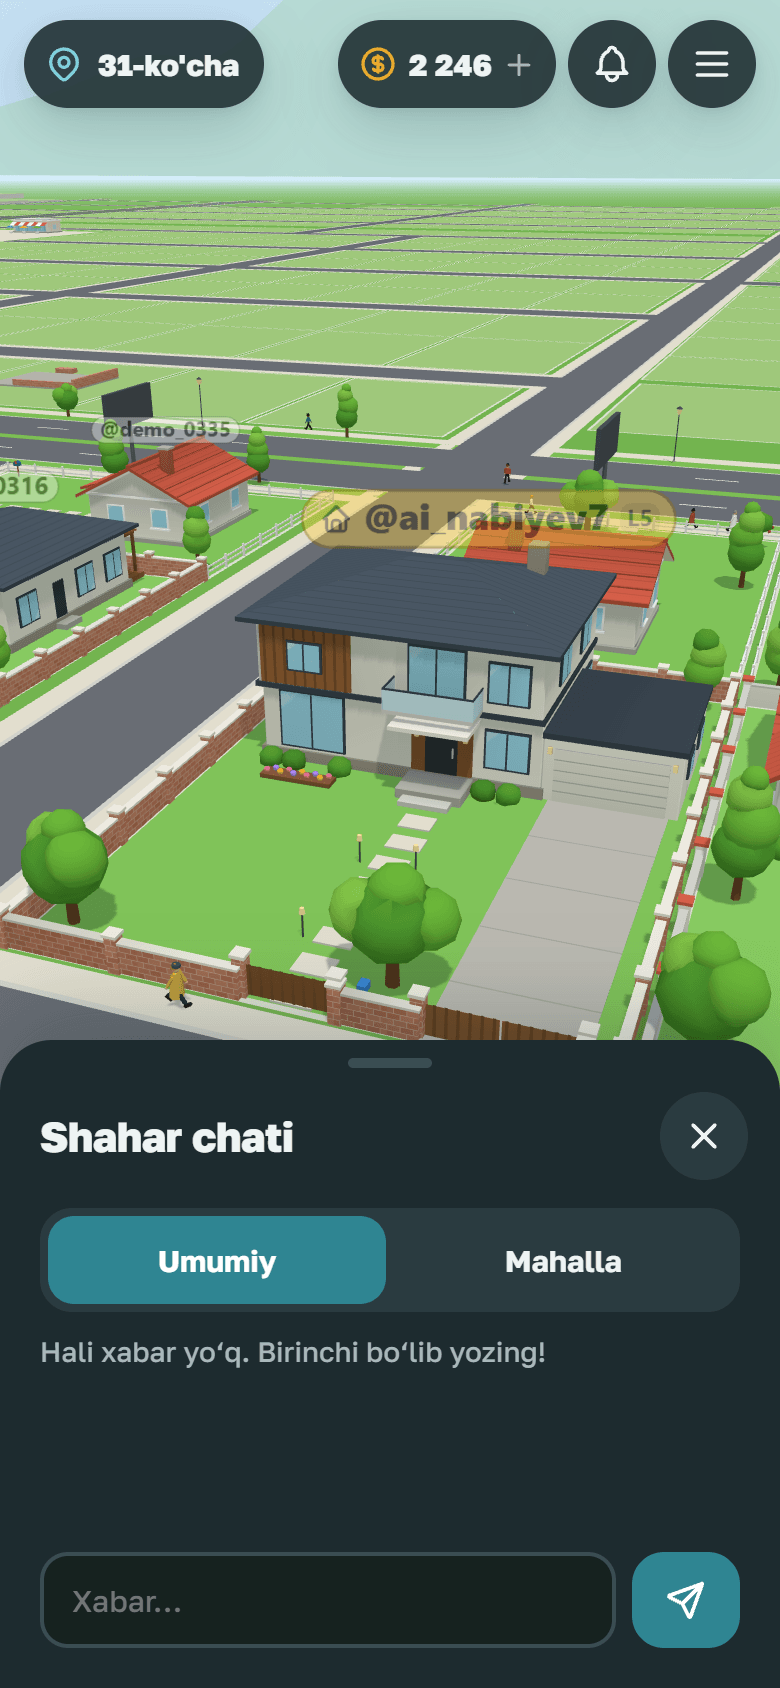 31-ko'cha
2 246
@demo_0335
0316
@ai_nabiyev7 L5
Shahar chati
Umumiy
Mahalla
Hali xabar yo‘q. Birinchi bo‘lib yozing!
Xabar...